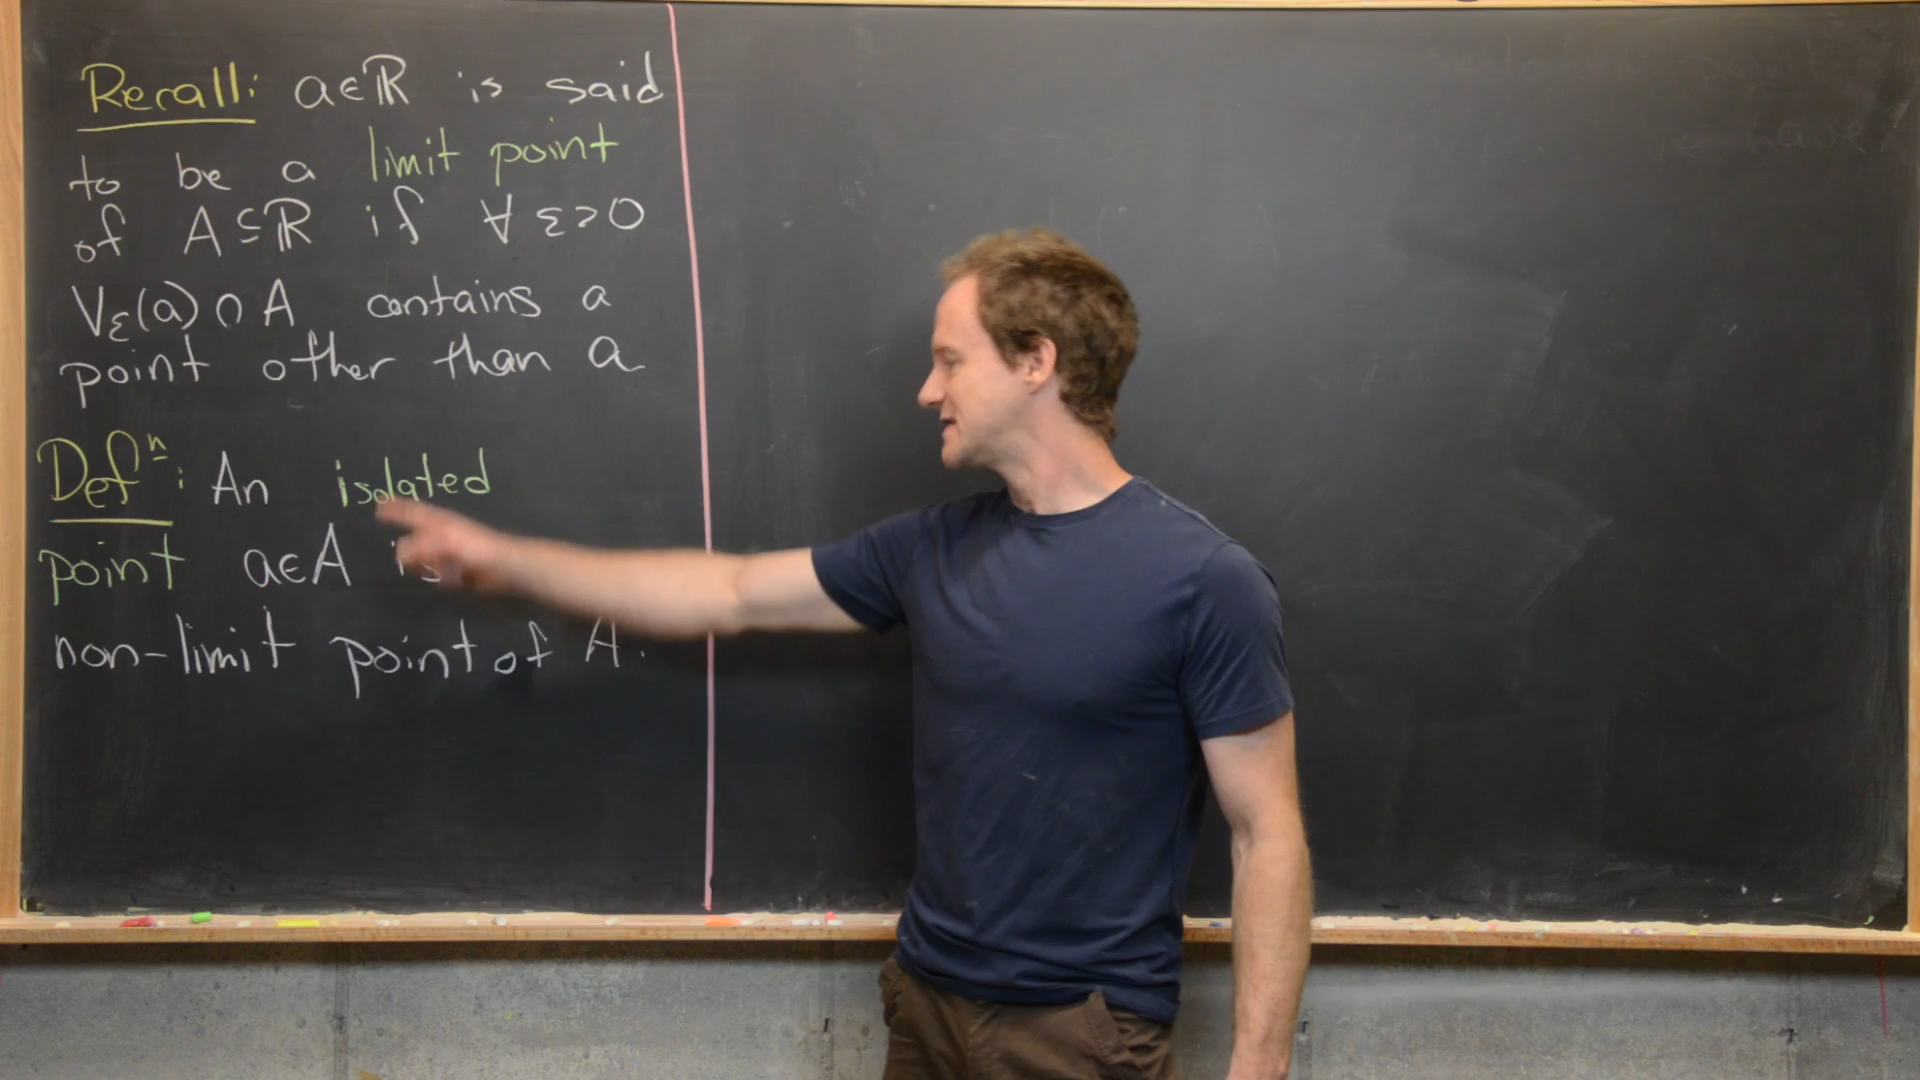 Recall: a∈ℝ is said
to be a limit point
of A⊆ℝ if ∀ ε>0
V_ε(a)∩A contains a
point other than a
Defⁿ: An isolated
point a∈A is
non-limit point of A.